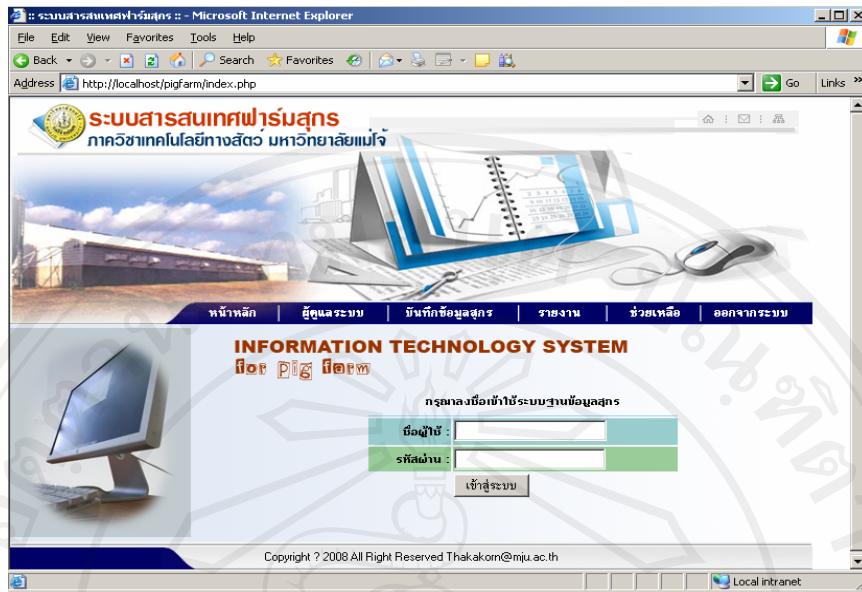 :: ระบบสารสนเทศฟาร์มสุกร :: - Microsoft Internet Explorer
File Edit View Favorites Tools Help
Back Search Favorites
Address http://localhost/pigfarm/index.php Go Links »
ระบบสารสนเทศฟาร์มสุกร
ภาควิชาเทคโนโลยีทางสัตว์ มหาวิทยาลัยแม่โจ้
หน้าหลัก | ผู้ดูแลระบบ | บันทึกข้อมูลสุกร | รายงาน | ช่วยเหลือ | ออกจากระบบ
INFORMATION TECHNOLOGY SYSTEM
for pig farm
กรุณาลงชื่อเข้าใช้ระบบฐานข้อมูลสุกร
ชื่อผู้ใช้ :
รหัสผ่าน :
เข้าสู่ระบบ
Copyright ? 2008 All Right Reserved Thakakorn@mju.ac.th
Local intranet